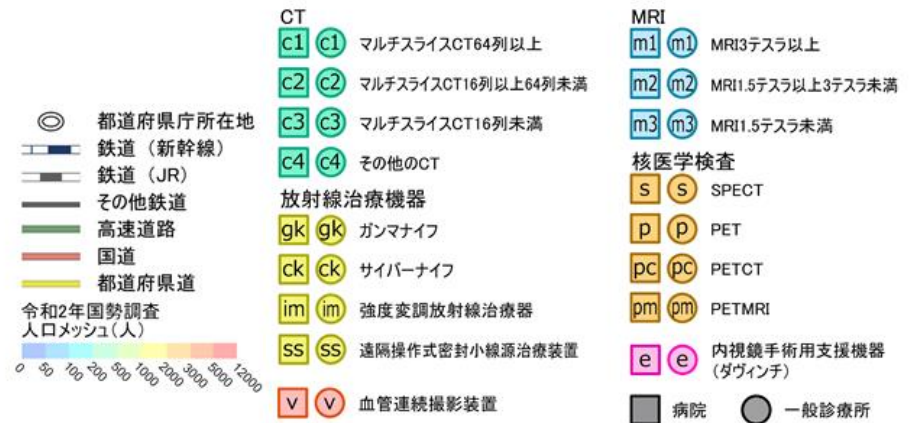 都道府県庁所在地
鉄道（新幹線）
鉄道（JR）
その他鉄道
高速道路
国道
都道府県道
令和2年国勢調査
人口メッシュ(人)
0 50 100 200 500 1000 2000 3000 5000 12000
CT
c1 c1 マルチスライスCT64列以上
c2 c2 マルチスライスCT16列以上64列未満
c3 c3 マルチスライスCT16列未満
c4 c4 その他のCT
放射線治療機器
gk gk ガンマナイフ
ck ck サイバーナイフ
im im 強度変調放射線治療器
ss ss 遠隔操作式密封小線源治療装置
v v 血管連続撮影装置
MRI
m1 m1 MRI3テスラ以上
m2 m2 MRI1.5テスラ以上3テスラ未満
m3 m3 MRI1.5テスラ未満
核医学検査
s s SPECT
p p PET
pc pc PETCT
pm pm PETMRI
e e 内視鏡手術用支援機器
(ダヴィンチ)
病院 一般診療所